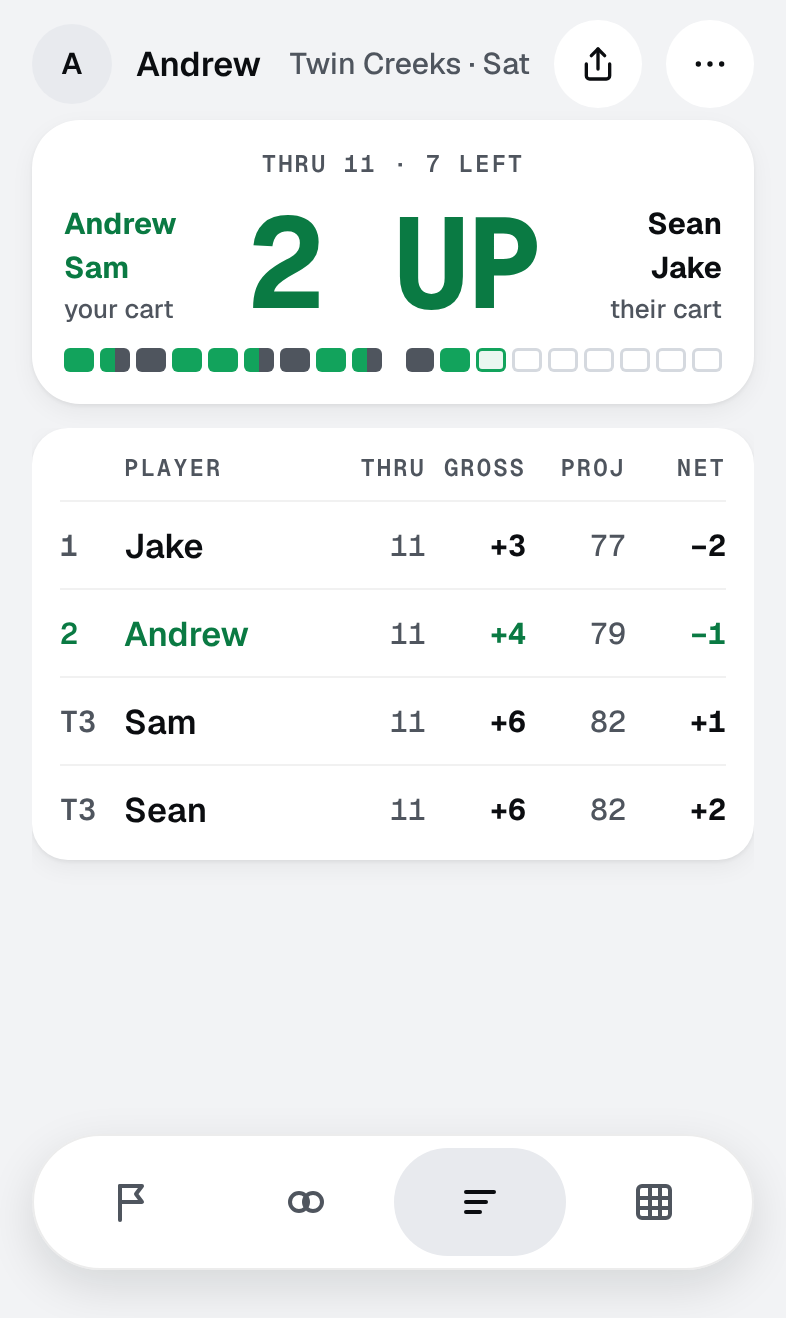 A Andrew Twin Creeks · Sat
THRU 11 · 7 LEFT
Andrew
Sam
your cart
2 UP
Sean
Jake
their cart
PLAYER THRU GROSS PROJ NET
1 Jake 11 +3 77 −2
2 Andrew 11 +4 79 −1
T3 Sam 11 +6 82 +1
T3 Sean 11 +6 82 +2